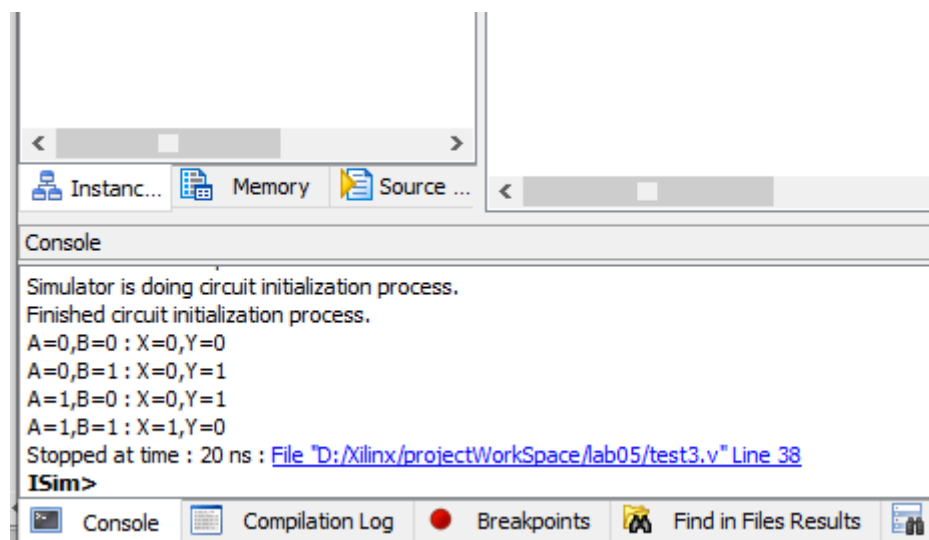 Instanc... Memory Source ...
Console
Simulator is doing circuit initialization process.
Finished circuit initialization process.
A=0,B=0 : X=0,Y=0
A=0,B=1 : X=0,Y=1
A=1,B=0 : X=0,Y=1
A=1,B=1 : X=1,Y=0
Stopped at time : 20 ns : File "D:/Xilinx/projectWorkSpace/lab05/test3.v" Line 38
ISim>
Console Compilation Log Breakpoints Find in Files Results